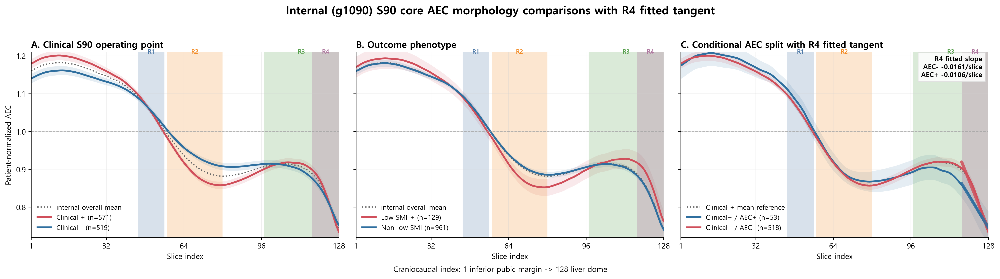 Internal (g1090) S90 core AEC morphology comparisons with R4 fitted tangent
A. Clinical S90 operating point
R1
R2
R3
R4
1.2
1.1
1.0
0.9
0.8
Patient-normalized AEC
internal overall mean
Clinical + (n=571)
Clinical - (n=519)
1
32
64
96
128
Slice index
B. Outcome phenotype
R1
R2
R3
R4
internal overall mean
Low SMI + (n=129)
Non-low SMI (n=961)
1
32
64
96
128
Slice index
C. Conditional AEC split with R4 fitted tangent
R1
R2
R3
R4
R4 fitted slope
AEC- -0.0161/slice
AEC+ -0.0106/slice
Clinical + mean reference
Clinical+ / AEC+ (n=53)
Clinical+ / AEC- (n=518)
1
32
64
96
128
Slice index
Craniocaudal index: 1 inferior pubic margin -> 128 liver dome